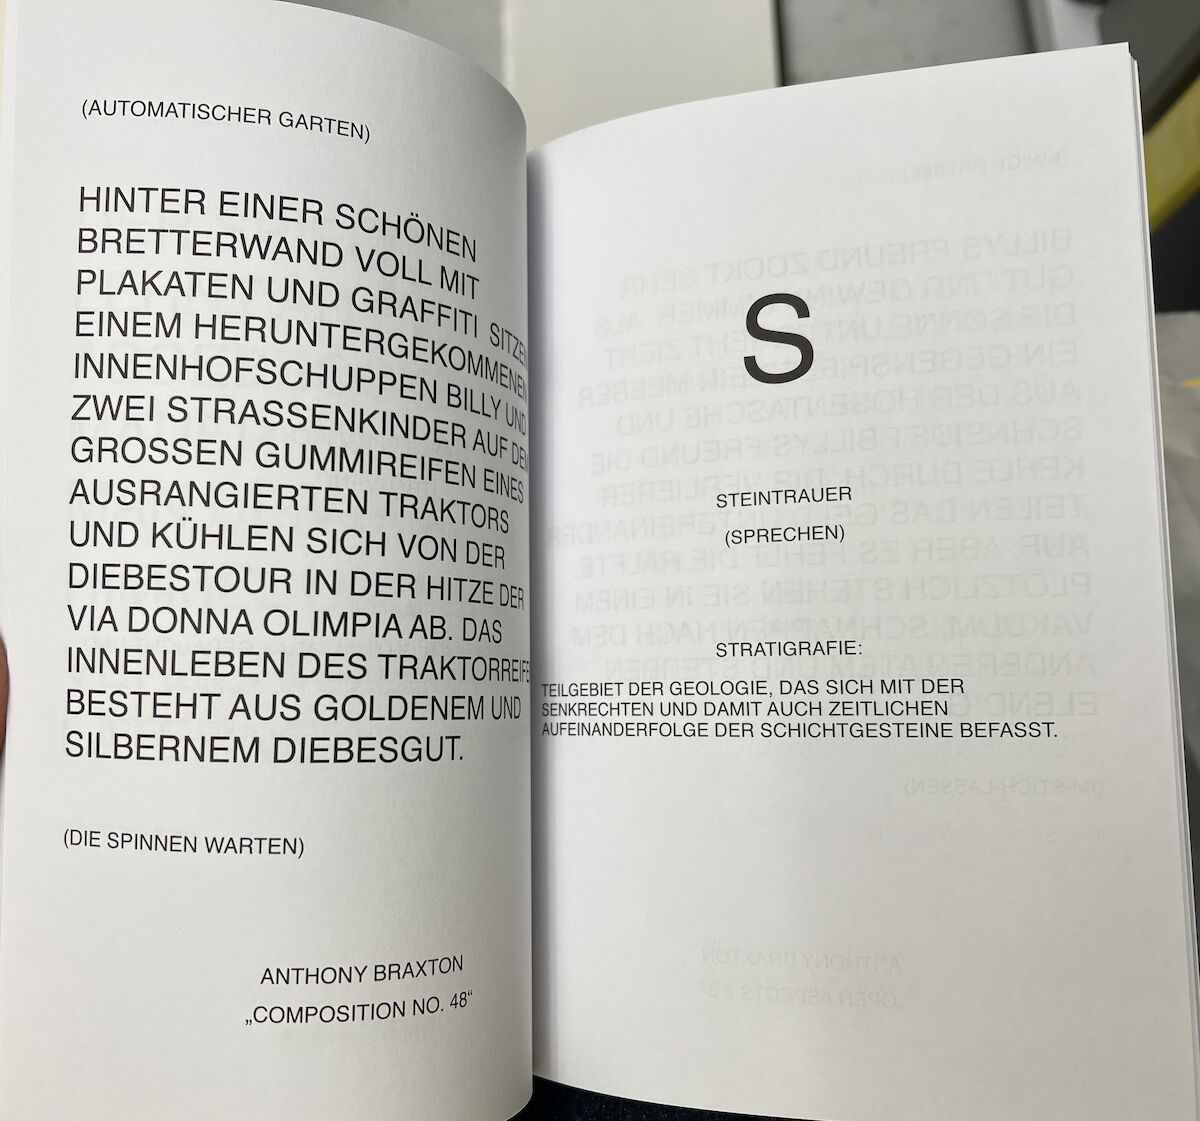 (AUTOMATISCHER GARTEN)
HINTER EINER SCHÖNEN
BRETTERWAND VOLL MIT
PLAKATEN UND GRAFFITI SITZEN
EINEM HERUNTERGEKOMMENEN
INNENHOFSCHUPPEN BILLY UND
ZWEI STRASSENKINDER AUF DEN
GROSSEN GUMMIREIFEN EINES
AUSRANGIERTEN TRAKTORS
UND KÜHLEN SICH VON DER
DIEBESTOUR IN DER HITZE DER
VIA DONNA OLIMPIA AB. DAS
INNENLEBEN DES
BESTEHT AUS GOLDENEM UND
SILBERNEM DIEBESGUT.
(DIE SPINNEN WARTEN)
ANTHONY BRAXTON
„COMPOSITION NO. 48“
S
STEINTRAUER
(SPRECHEN)
STRATIGRAFIE:
TEILGEBIET DER GEOLOGIE, DAS SICH MIT DER
SENKRECHTEN UND DAMIT AUCH ZEITLICHEN
AUFEINANDERFOLGE DER SCHICHTGESTEINE BEFASST.